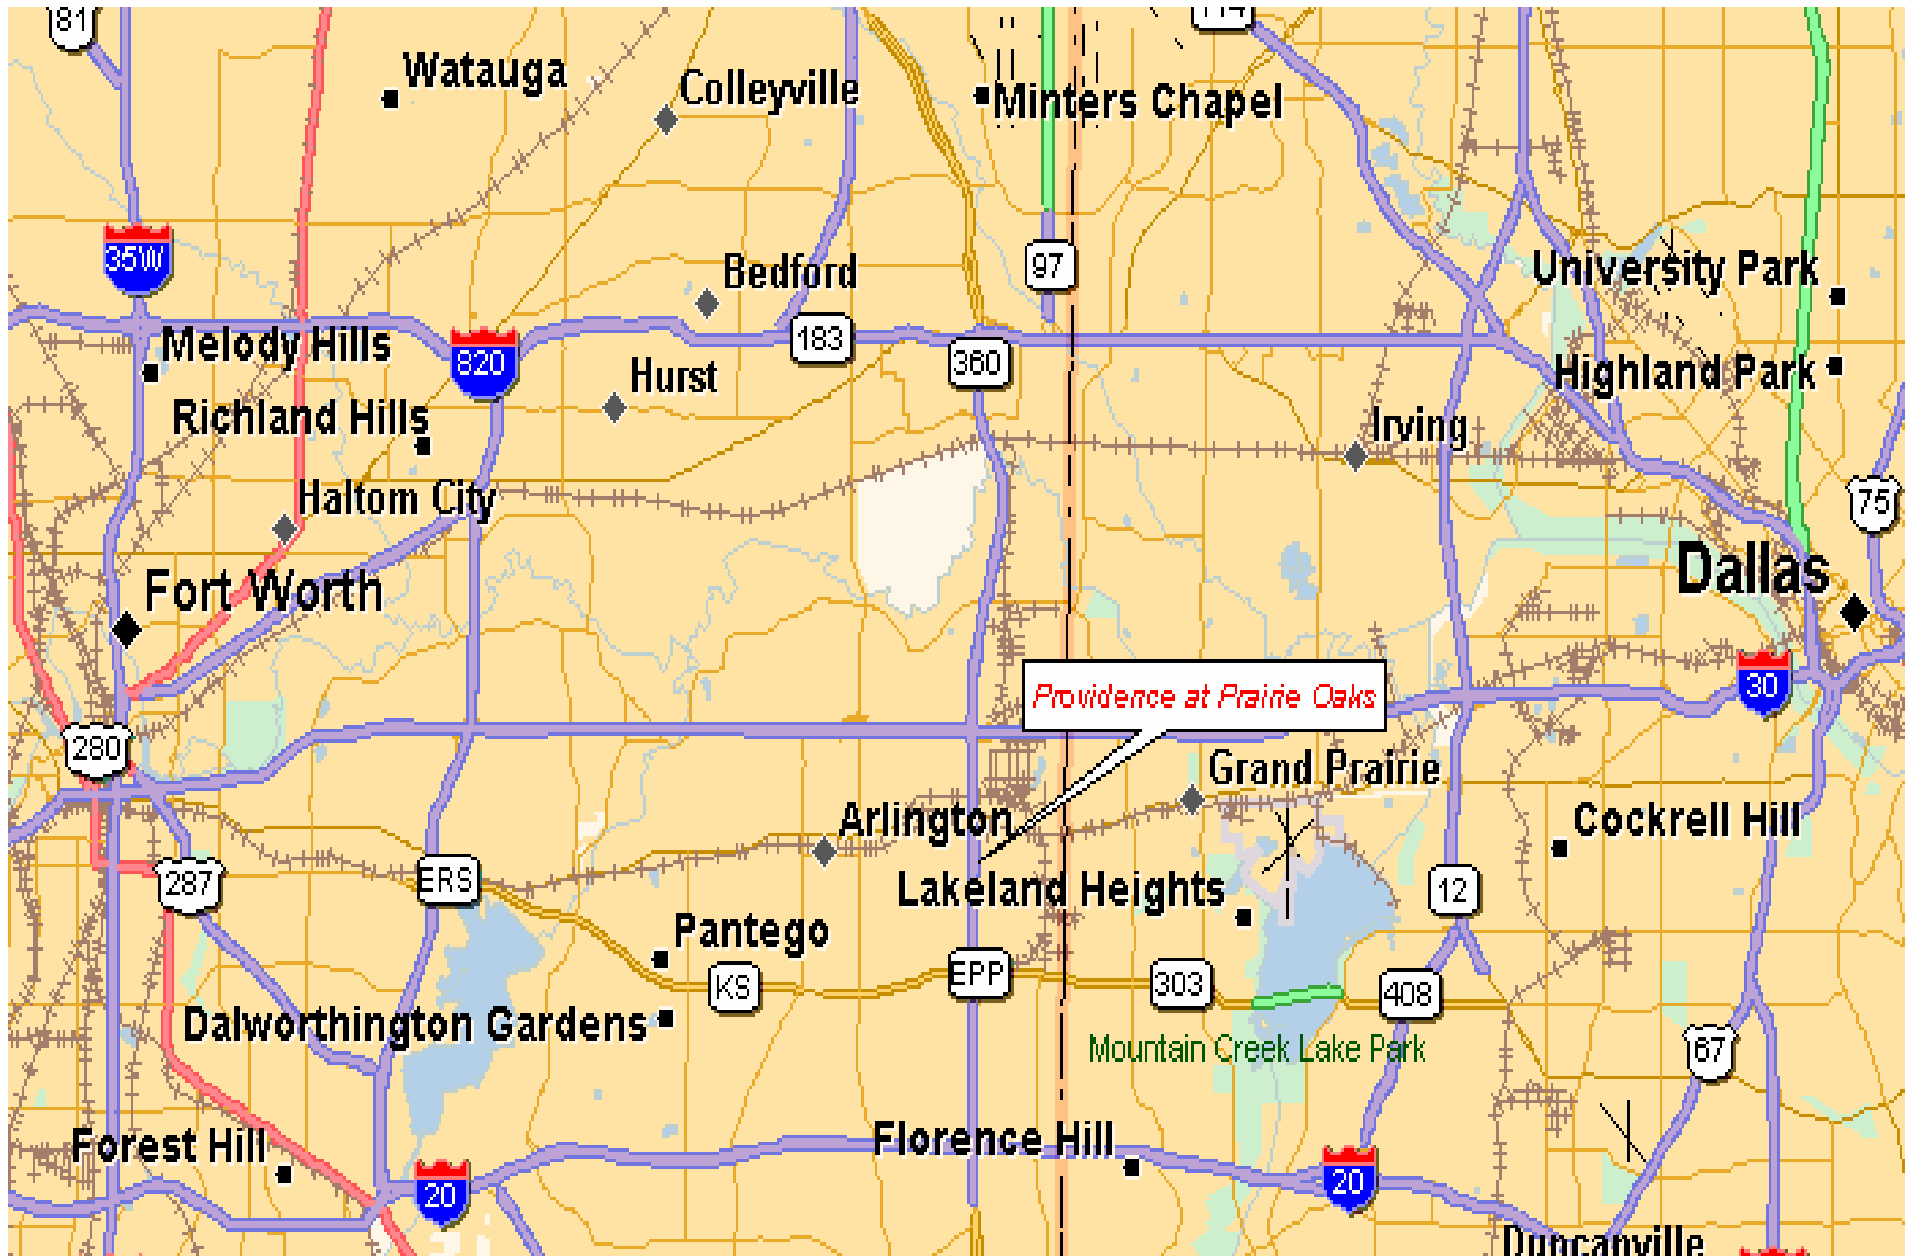 81
114
Watauga
Colleyville
Minters Chapel
35W
Bedford
97
University Park
Melody Hills
820
183
360
Hurst
Highland Park
Richland Hills
Irving
Haltom City
75
Fort Worth
Dallas
Providence at Prairie Oaks
30
280
Grand Prairie
Arlington
Cockrell Hill
287
ERS
Lakeland Heights
12
Pantego
KS
EPP
303
408
Dalworthington Gardens
Mountain Creek Lake Park
67
Forest Hill
Florence Hill
20
20
Duncanville